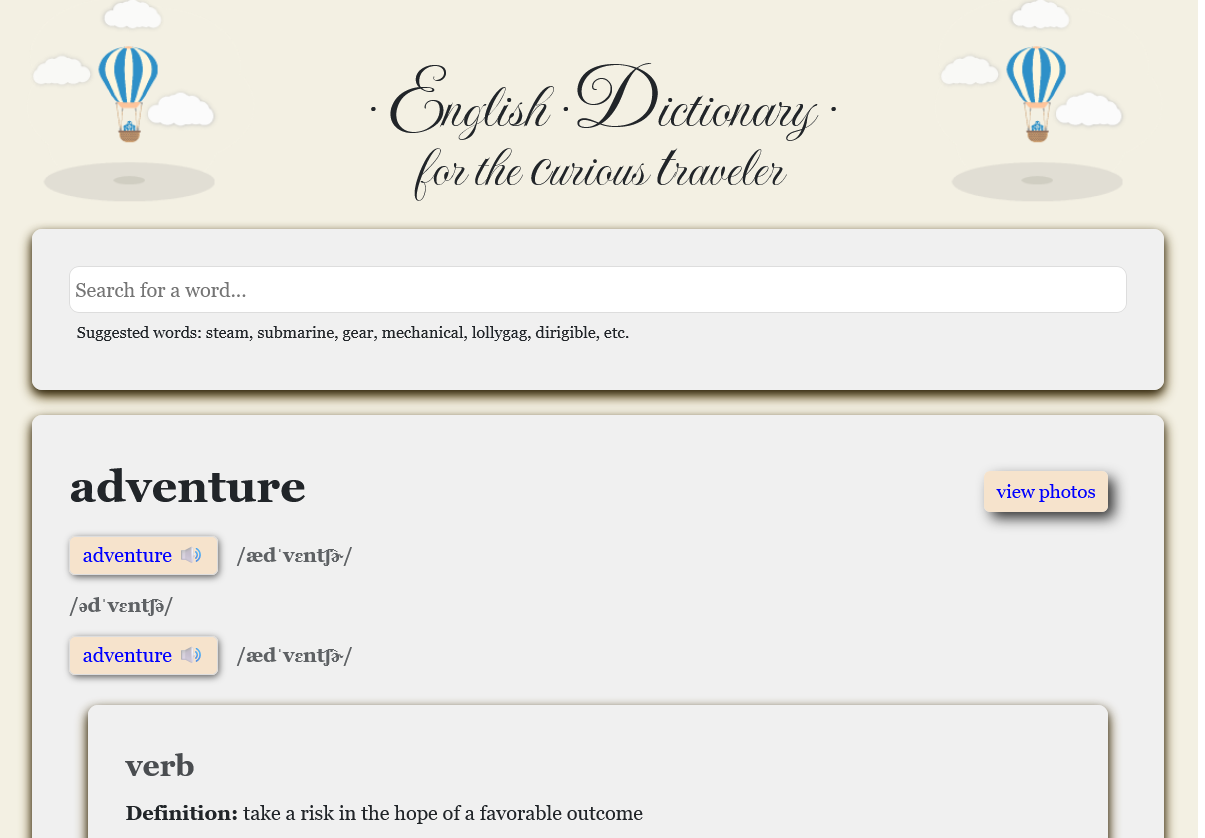 · English · Dictionary ·
for the curious traveler
Search for a word...
Suggested words: steam, submarine, gear, mechanical, lollygag, dirigible, etc.
adventure
view photos
adventure 🔊 /ædˈvɛntʃɚ/
/ədˈvɛntʃə/
adventure 🔊 /ædˈvɛntʃɚ/
verb
Definition: take a risk in the hope of a favorable outcome